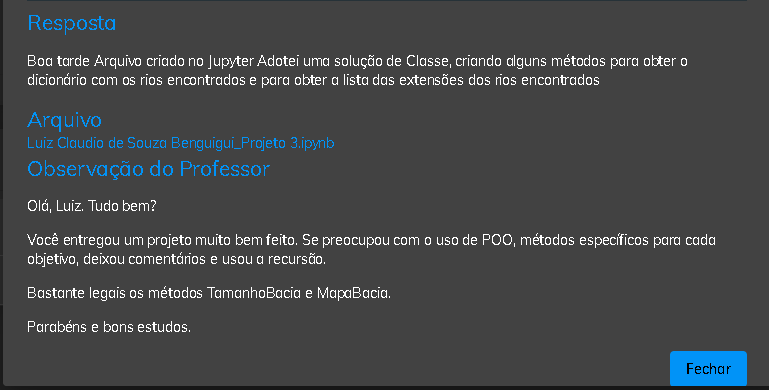 Resposta
Boa tarde Arquivo criado no Jupyter Adotei uma solução de Classe, criando alguns métodos para obter o
dicionário com os rios encontrados e para obter a lista das extensões dos rios encontrados
Arquivo
Luiz Claudio de Souza Benguigui_Projeto 3.ipynb
Observação do Professor
Olá, Luiz. Tudo bem?
Você entregou um projeto muito bem feito. Se preocupou com o uso de POO, métodos específicos para cada
objetivo, deixou comentários e usou a recursão.
Bastante legais os métodos TamanhoBacia e MapaBacia.
Parabéns e bons estudos.
Fechar